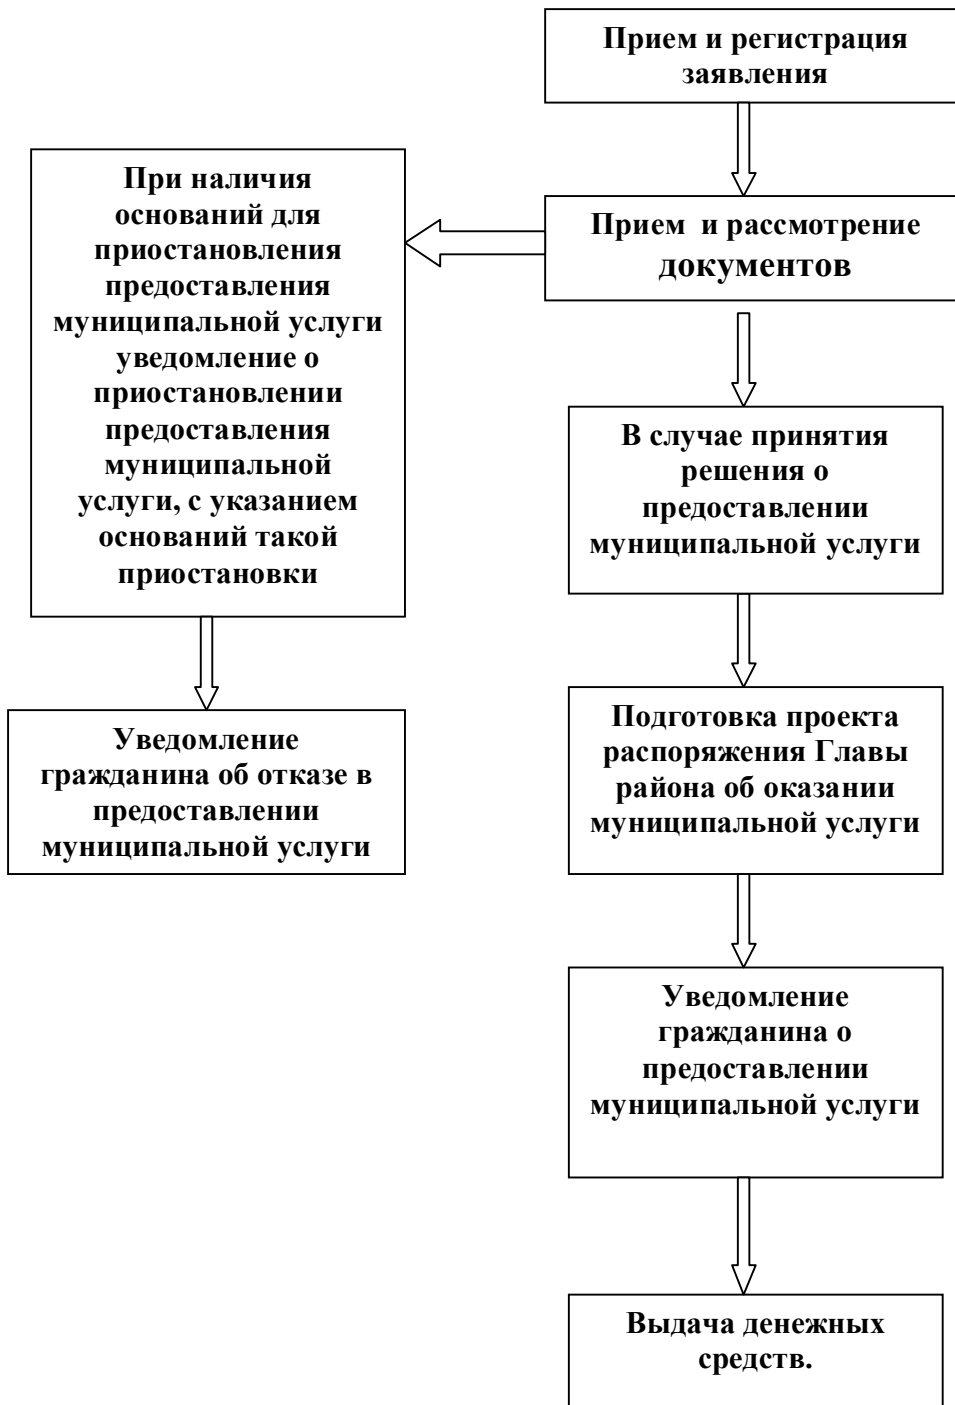 Прием и регистрация
заявления
Прием и рассмотрение
документов
При наличия
оснований для
приостановления
предоставления
муниципальной услуги
уведомление о
приостановлении
предоставления
муниципальной
услуги, с указанием
оснований такой
приостановки
Уведомление
гражданина об отказе в
предоставлении
муниципальной услуги
В случае принятия
решения о
предоставлении
муниципальной услуги
Подготовка проекта
распоряжения Главы
района об оказании
муниципальной услуги
Уведомление
гражданина о
предоставлении
муниципальной услуги
Выдача денежных
средств.